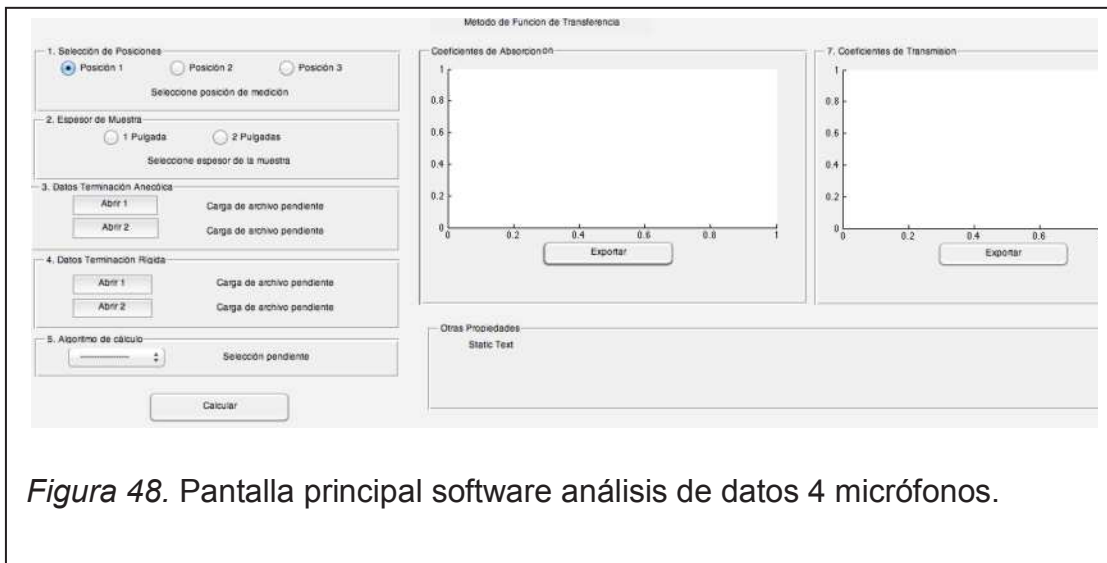 Metodo de Funcion de Transferencia
1. Selección de Posiciones
Posición 1 Posición 2 Posición 3
Seleccione posición de medición
2. Espesor de Muestra
1 Pulgada 2 Pulgadas
Seleccione espesor de la muestra
3. Datos Terminación Anecóica
Abrir 1 Carga de archivo pendiente
Abrir 2 Carga de archivo pendiente
4. Datos Terminación Rígida
Abrir 1 Carga de archivo pendiente
Abrir 2 Carga de archivo pendiente
5. Algoritmo de cálculo
Selección pendiente
Calcular
Coeficientes de Absorcion on
1
0.8
0.6
0.4
0.2
0
0 0.2 0.4 0.6 0.8 1
Exportar
7. Coeficientes de Transmision
1
0.8
0.6
0.4
0.2
0
0 0.2 0.4 0.6
Exportar
Otras Propiedades
Static Text
Figura 48. Pantalla principal software análisis de datos 4 micrófonos.